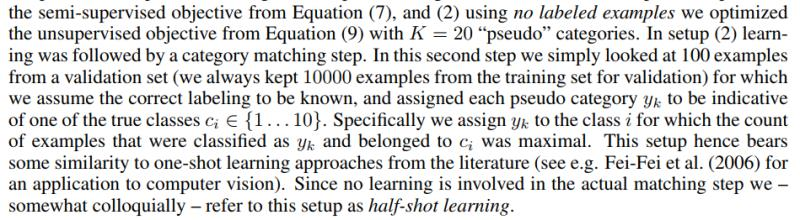 the semi-supervised objective from Equation (7), and (2) using no labeled examples we optimized
the unsupervised objective from Equation (9) with K = 20 “pseudo” categories. In setup (2) learn-
ing was followed by a category matching step. In this second step we simply looked at 100 examples
from a validation set (we always kept 10000 examples from the training set for validation) for which
we assume the correct labeling to be known, and assigned each pseudo category yₖ to be indicative
of one of the true classes cᵢ ∈ {1 . . . 10}. Specifically we assign yₖ to the class i for which the count
of examples that were classified as yₖ and belonged to cᵢ was maximal. This setup hence bears
some similarity to one-shot learning approaches from the literature (see e.g. Fei-Fei et al. (2006) for
an application to computer vision). Since no learning is involved in the actual matching step we –
somewhat colloquially – refer to this setup as half-shot learning.